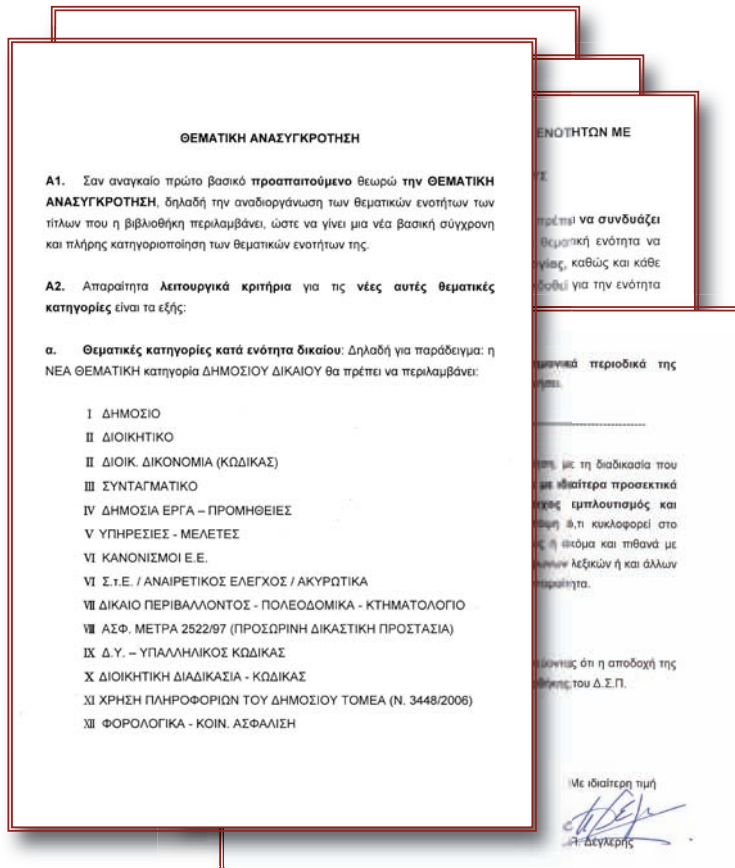 ΘΕΜΑΤΙΚΗ ΑΝΑΣΥΓΚΡΟΤΗΣΗ
Α1. Σαν αναγκαίο πρώτο βασικό προαπαιτούμενο θεωρώ την ΘΕΜΑΤΙΚΗ
ΑΝΑΣΥΓΚΡΟΤΗΣΗ, δηλαδή την αναδιοργάνωση των θεματικών ενοτήτων των
τίτλων που η βιβλιοθήκη περιλαμβάνει, ώστε να γίνει μια νέα βασική σύγχρονη
και πλήρης κατηγοριοποίηση των θεματικών ενοτήτων της.
Α2. Απαραίτητα λειτουργικά κριτήρια για τις νέες αυτές θεματικές
κατηγορίες είναι τα εξής:
α. Θεματικές κατηγορίες κατά ενότητα δικαίου: Δηλαδή για παράδειγμα: η
ΝΕΑ ΘΕΜΑΤΙΚΗ κατηγορία ΔΗΜΟΣΙΟΥ ΔΙΚΑΙΟΥ θα πρέπει να περιλαμβάνει:
Ι ΔΗΜΟΣΙΟ
ΙΙ ΔΙΟΙΚΗΤΙΚΟ
ΙΙ ΔΙΟΙΚ. ΔΙΚΟΝΟΜΙΑ (ΚΩΔΙΚΑΣ)
ΙΙΙ ΣΥΝΤΑΓΜΑΤΙΚΟ
IV ΔΗΜΟΣΙΑ ΕΡΓΑ – ΠΡΟΜΗΘΕΙΕΣ
V ΥΠΗΡΕΣΙΕΣ - ΜΕΛΕΤΕΣ
VI ΚΑΝΟΝΙΣΜΟΙ Ε.Ε.
VI Σ.τ.Ε. / ΑΝΑΙΡΕΤΙΚΟΣ ΕΛΕΓΧΟΣ / ΑΚΥΡΩΤΙΚΑ
VII ΔΙΚΑΙΟ ΠΕΡΙΒΑΛΛΟΝΤΟΣ - ΠΟΛΕΟΔΟΜΙΚΑ - ΚΤΗΜΑΤΟΛΟΓΙΟ
VIII ΑΣΦ. ΜΕΤΡΑ 2522/97 (ΠΡΟΣΩΡΙΝΗ ΔΙΚΑΣΤΙΚΗ ΠΡΟΣΤΑΣΙΑ)
IX Δ.Υ. – ΥΠΑΛΛΗΛΙΚΟΣ ΚΩΔΙΚΑΣ
X ΔΙΟΙΚΗΤΙΚΗ ΔΙΑΔΙΚΑΣΙΑ - ΚΩΔΙΚΑΣ
XI ΧΡΗΣΗ ΠΛΗΡΟΦΟΡΙΩΝ ΤΟΥ ΔΗΜΟΣΙΟΥ ΤΟΜΕΑ (Ν. 3448/2006)
XII ΦΟΡΟΛΟΓΙΚΑ - ΚΟΙΝ. ΑΣΦΑΛΙΣΗ
ΕΝΟΤΗΤΩΝ ΜΕ
πρέπει να συνδυάζει
θεματική ενότητα να
καθώς και κάθε
για την ενότητα
περιοδικά της
με τη διαδικασία που
με ιδιαίτερα προσεκτικά
εμπλουτισμός και
ό,τι κυκλοφορεί στο
ή ακόμα και πιθανά με
λεξικών ή και άλλων
ότι η αποδοχή της
του Δ.Σ.Π.
Με ιδιαίτερη τιμή
Δεγλερής